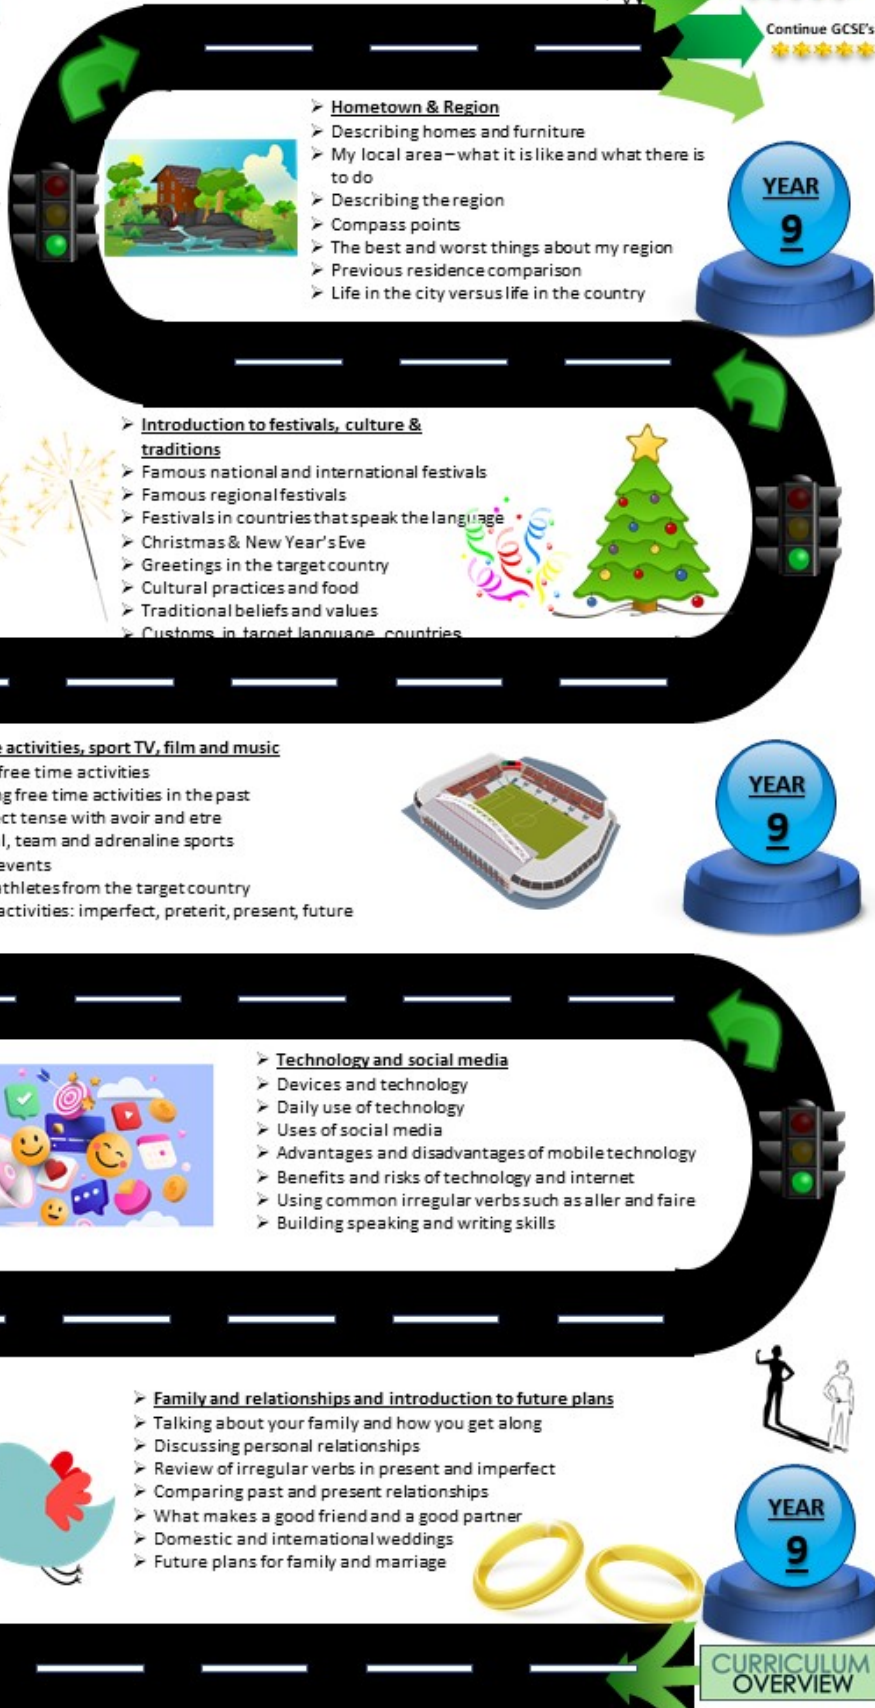 Continue GCSE's
Hometown & Region
Describing homes and furniture
My local area – what it is like and what there is
to do
Describing the region
Compass points
The best and worst things about my region
Previous residence comparison
Life in the city versus life in the country
YEAR
9
Introduction to festivals, culture &
traditions
Famous national and international festivals
Famous regional festivals
Festivals in countries that speak the language
Christmas & New Year's Eve
Greetings in the target country
Cultural practices and food
Traditional beliefs and values
Customs in target language countries
activities, sport TV, film and music
free time activities
free time activities in the past
tense with avoir and etre
team and adrenaline sports
events
athletes from the target country
activities: imperfect, preterit, present, future
YEAR
9
Technology and social media
Devices and technology
Daily use of technology
Uses of social media
Advantages and disadvantages of mobile technology
Benefits and risks of technology and internet
Using common irregular verbs such as aller and faire
Building speaking and writing skills
Family and relationships and introduction to future plans
Talking about your family and how you get along
Discussing personal relationships
Review of irregular verbs in present and imperfect
Comparing past and present relationships
What makes a good friend and a good partner
Domestic and international weddings
Future plans for family and marriage
YEAR
9
CURRICULUM
OVERVIEW